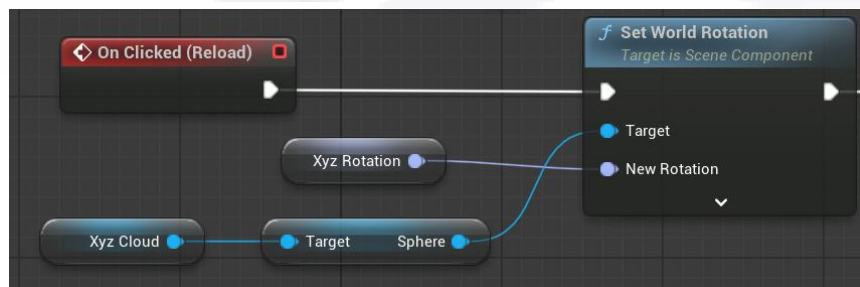 On Clicked (Reload)
f Set World Rotation
Target is Scene Component
Target
Xyz Rotation
New Rotation
Xyz Cloud
Target Sphere